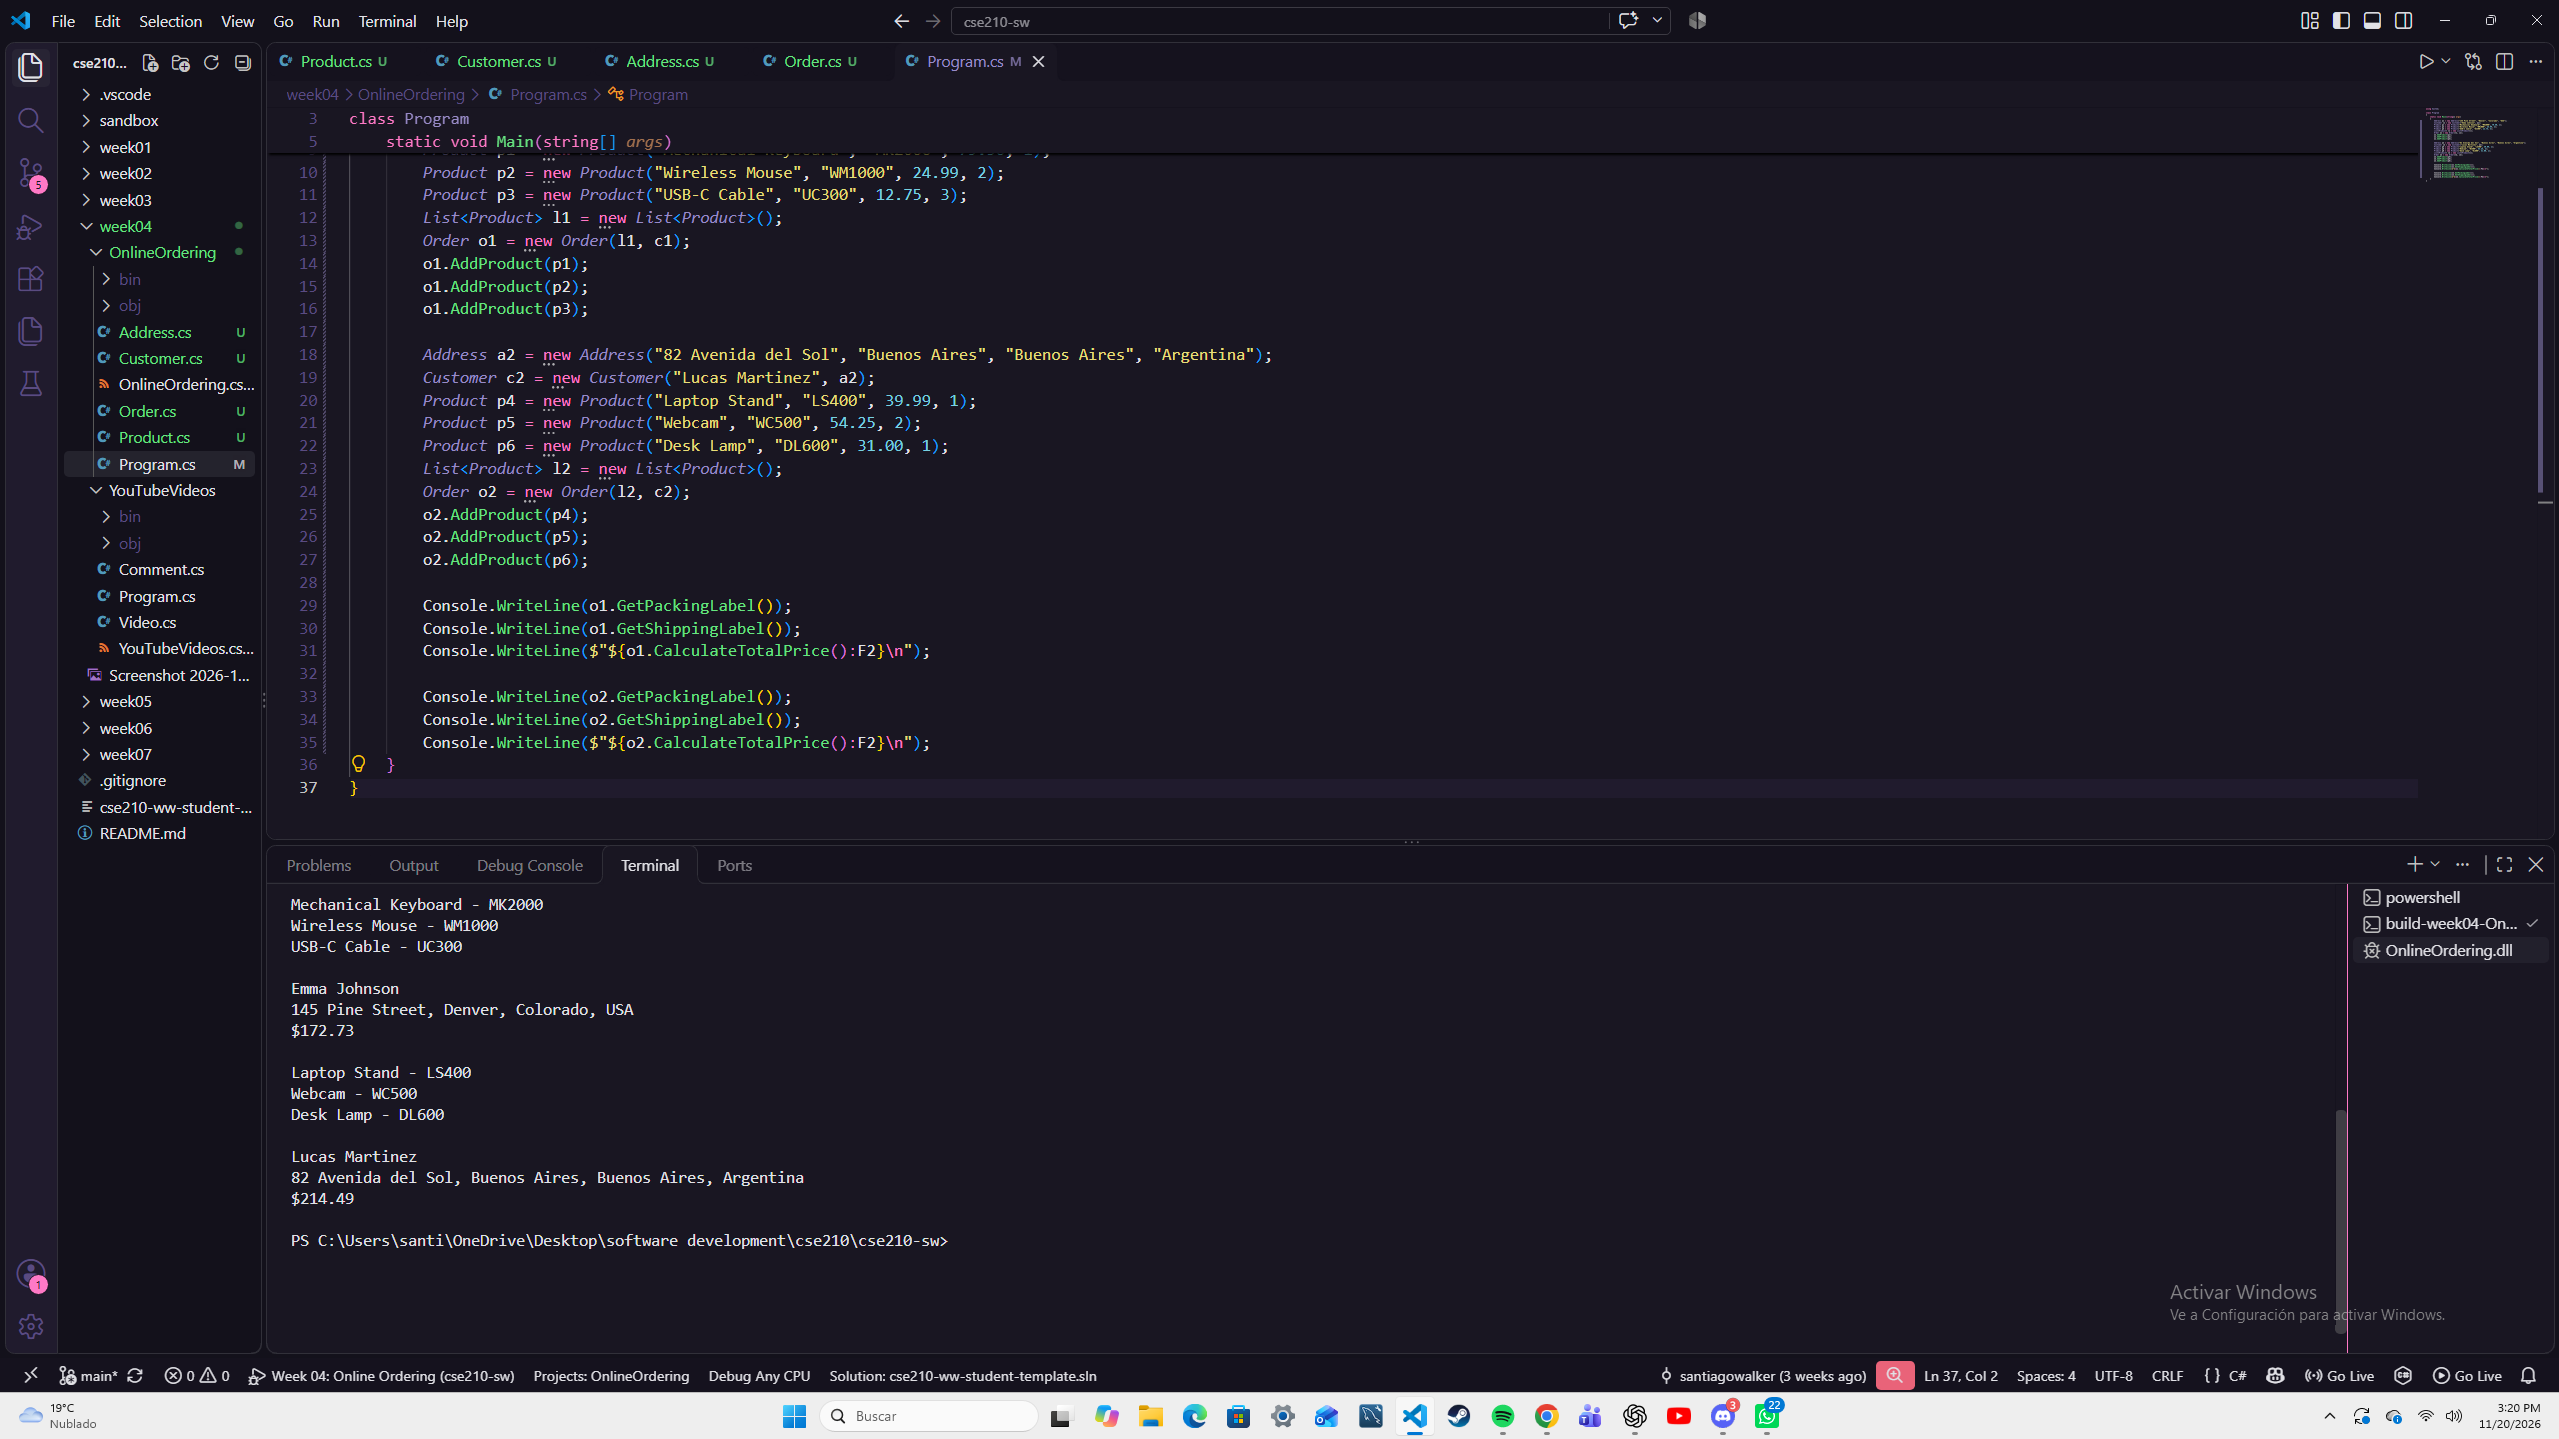 File Edit Selection View Go Run Terminal Help
cse210-sw
cse210...
Product.cs U
Customer.cs U
Address.cs U
Order.cs U
Program.cs M
week04 > OnlineOrdering > Program.cs > Program
.vscode
sandbox
week01
week02
week03
week04
OnlineOrdering
bin
obj
Address.cs U
Customer.cs U
OnlineOrdering.cs...
Order.cs U
Product.cs U
Program.cs M
YouTubeVideos
bin
obj
Comment.cs
Program.cs
Video.cs
YouTubeVideos.cs...
Screenshot 2026-1...
week05
week06
week07
.gitignore
cse210-ww-student-...
README.md
5
1
3 class Program
5 static void Main(string[] args)
10 Product p2 = new Product("Wireless Mouse", "WM1000", 24.99, 2);
11 Product p3 = new Product("USB-C Cable", "UC300", 12.75, 3);
12 List<Product> l1 = new List<Product>();
13 Order o1 = new Order(l1, c1);
14 o1.AddProduct(p1);
15 o1.AddProduct(p2);
16 o1.AddProduct(p3);
17
18 Address a2 = new Address("82 Avenida del Sol", "Buenos Aires", "Buenos Aires", "Argentina");
19 Customer c2 = new Customer("Lucas Martinez", a2);
20 Product p4 = new Product("Laptop Stand", "LS400", 39.99, 1);
21 Product p5 = new Product("Webcam", "WC500", 54.25, 2);
22 Product p6 = new Product("Desk Lamp", "DL600", 31.00, 1);
23 List<Product> l2 = new List<Product>();
24 Order o2 = new Order(l2, c2);
25 o2.AddProduct(p4);
26 o2.AddProduct(p5);
27 o2.AddProduct(p6);
28
29 Console.WriteLine(o1.GetPackingLabel());
30 Console.WriteLine(o1.GetShippingLabel());
31 Console.WriteLine($"${o1.CalculateTotalPrice():F2}\n");
32
33 Console.WriteLine(o2.GetPackingLabel());
34 Console.WriteLine(o2.GetShippingLabel());
35 Console.WriteLine($"${o2.CalculateTotalPrice():F2}\n");
36 }
37 }
Problems Output Debug Console Terminal Ports
Mechanical Keyboard - MK2000
Wireless Mouse - WM1000
USB-C Cable - UC300
Emma Johnson
145 Pine Street, Denver, Colorado, USA
$172.73
Laptop Stand - LS400
Webcam - WC500
Desk Lamp - DL600
Lucas Martinez
82 Avenida del Sol, Buenos Aires, Buenos Aires, Argentina
$214.49
PS C:\Users\santi\OneDrive\Desktop\software development\cse210\cse210-sw>
powershell
build-week04-On...
OnlineOrdering.dll
Activar Windows
Ve a Configuración para activar Windows.
main* 0 0 Week 04: Online Ordering (cse210-sw) Projects: OnlineOrdering Debug Any CPU Solution: cse210-ww-student-template.sln
santiagowalker (3 weeks ago) Ln 37, Col 2 Spaces: 4 UTF-8 CRLF {} C# Go Live Go Live
19°C
Nublado
Buscar
3
22
3:20 PM
11/20/2026